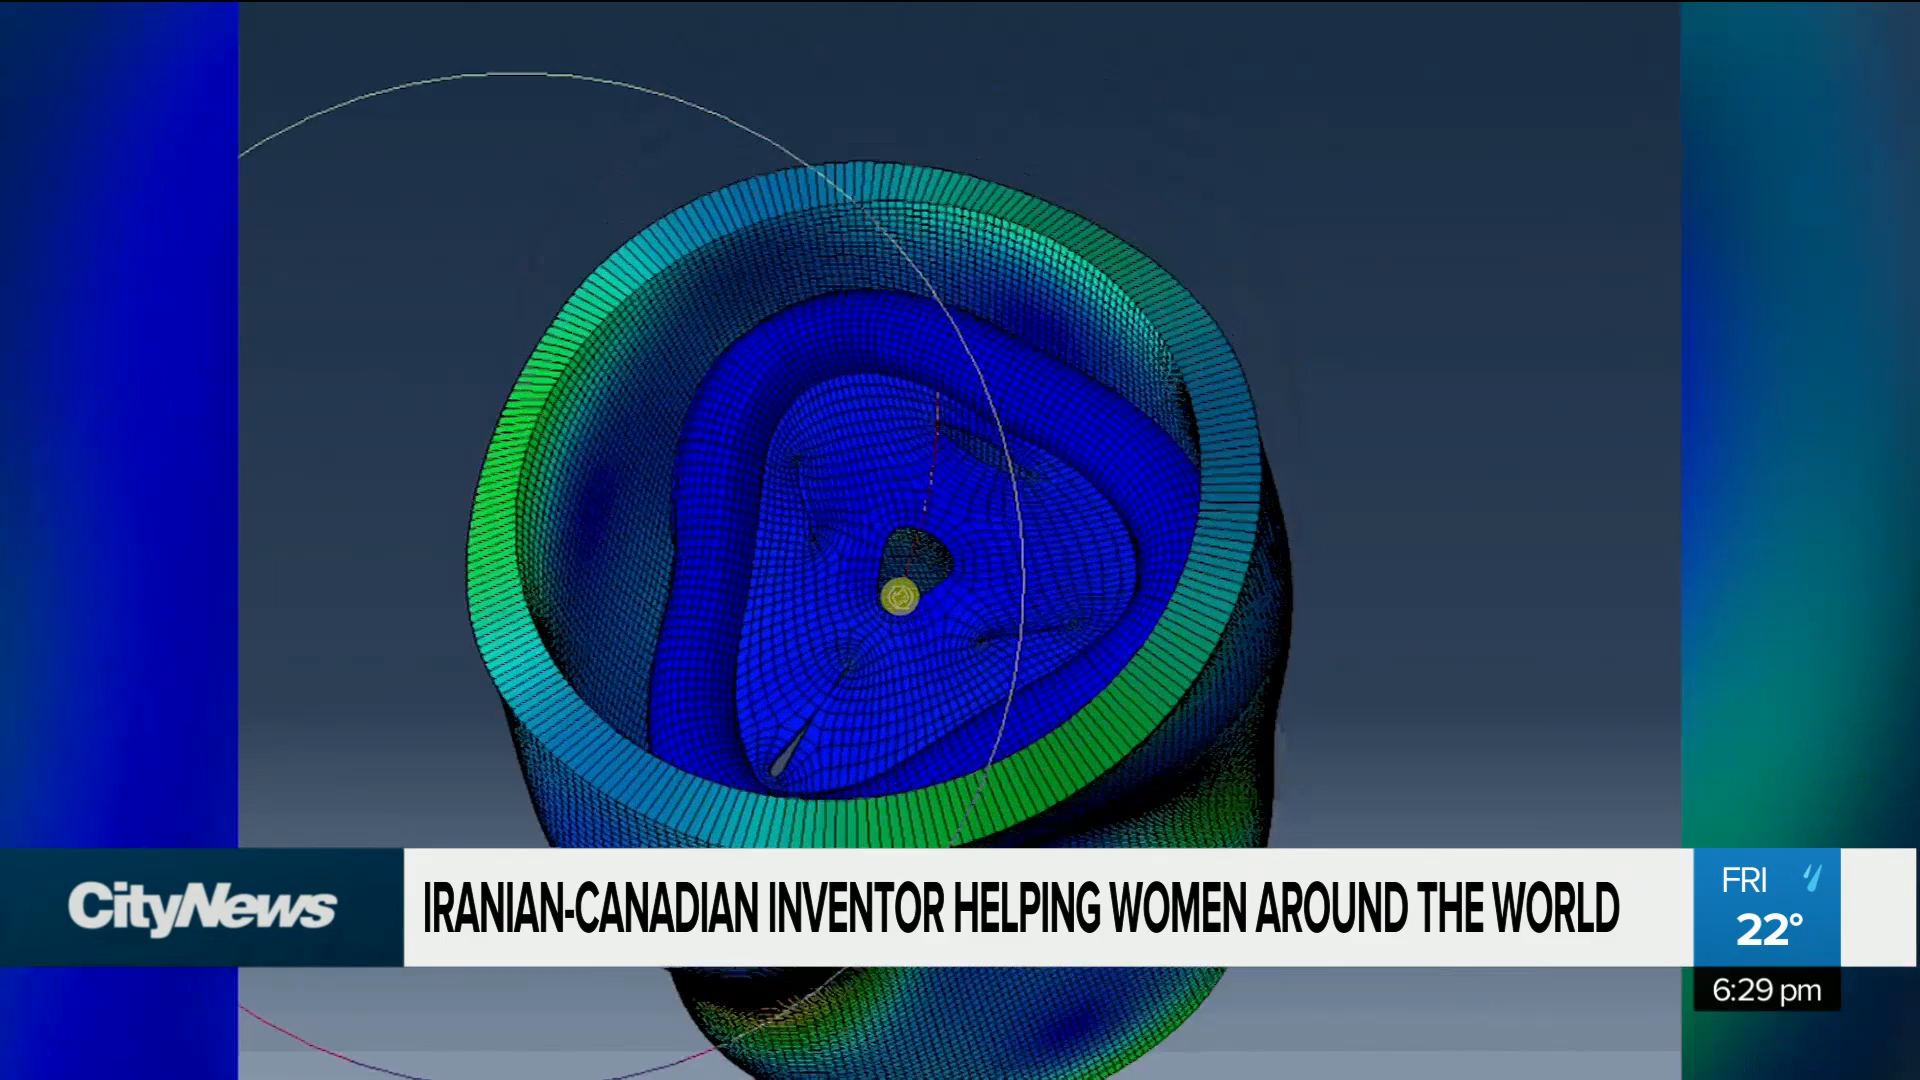 CityNews
IRANIAN-CANADIAN INVENTOR HELPING WOMEN AROUND THE WORLD
FRI
22°
6:29 pm